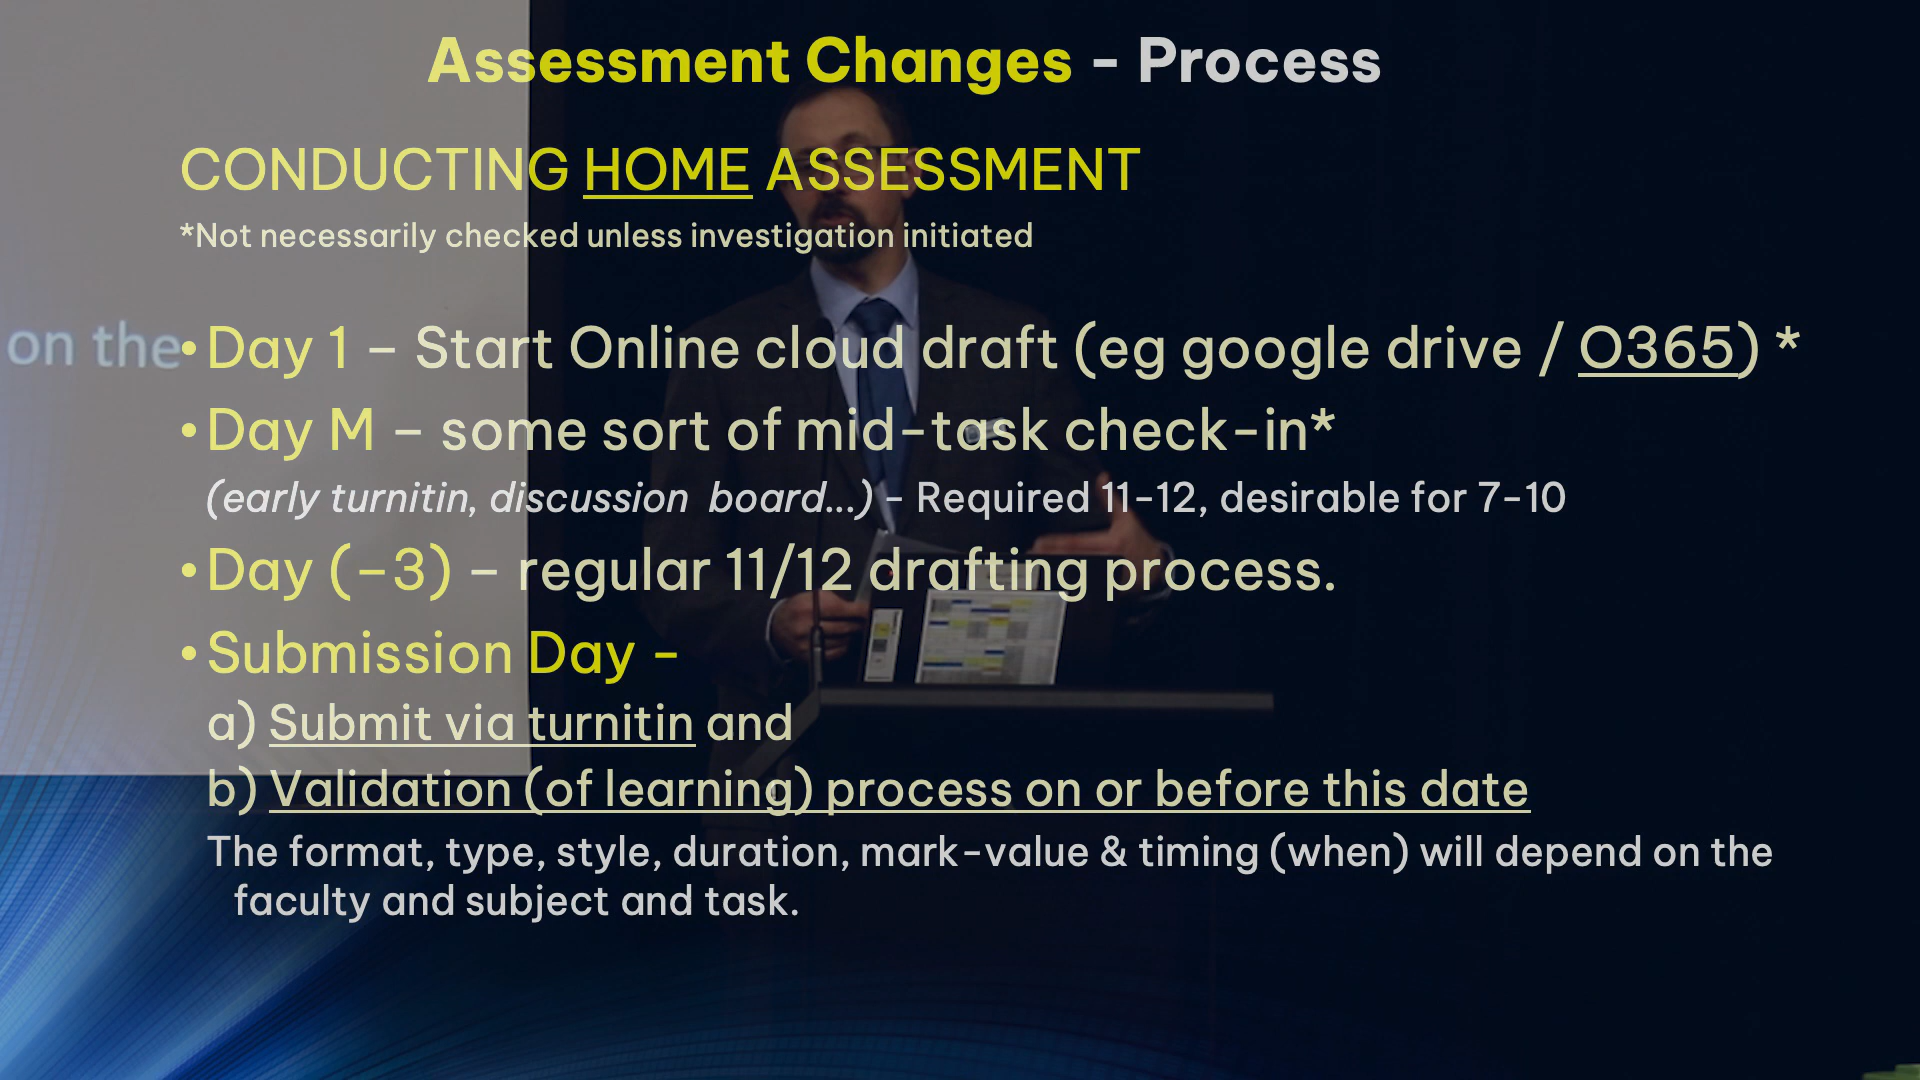 Assessment Changes - Process
CONDUCTING HOME ASSESSMENT
*Not necessarily checked unless investigation initiated
on the
• Day 1 – Start Online cloud draft (eg google drive / O365) *
• Day M – some sort of mid-task check-in*
(early turnitin, discussion board...) - Required 11-12, desirable for 7-10
• Day (-3) – regular 11/12 drafting process.
• Submission Day -
a) Submit via turnitin and
b) Validation (of learning) process on or before this date
The format, type, style, duration, mark-value & timing (when) will depend on the
faculty and subject and task.